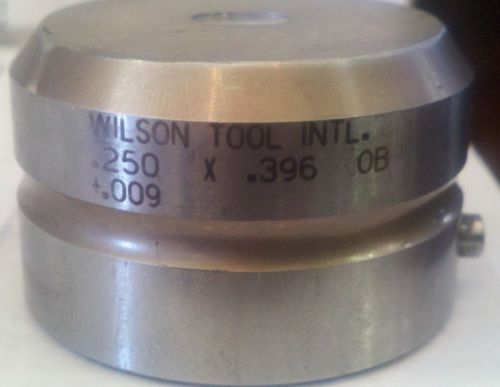 WILSON TOOL INTL.
.250 X .396 OB
+.009